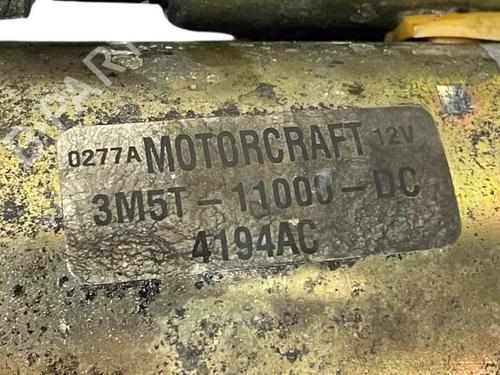 0277A MOTORCRAFT 12V
3M5T-11000-DC
4194AC